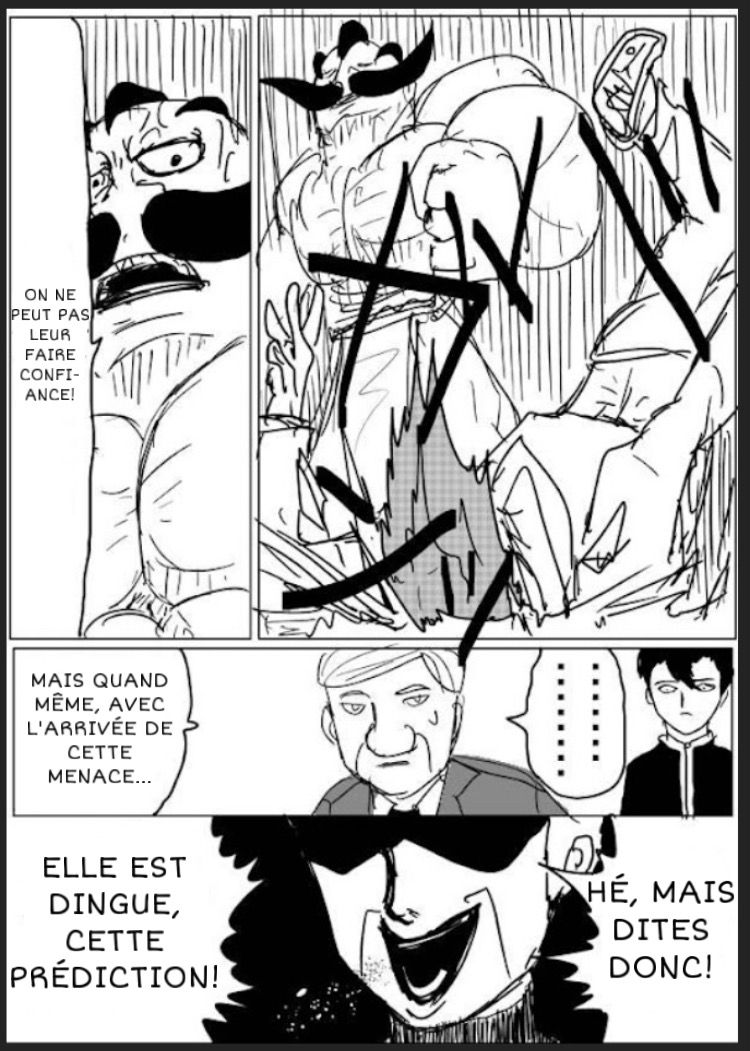 ON NE
PEUT PAS
LEUR
FAIRE
CONFI-
ANCE!
MAIS QUAND
MÊME, AVEC
L'ARRIVÉE DE
CETTE
MENACE...
HÉ, MAIS
DITES
DONC!
ELLE EST
DINGUE,
CETTE
PRÉDICTION!